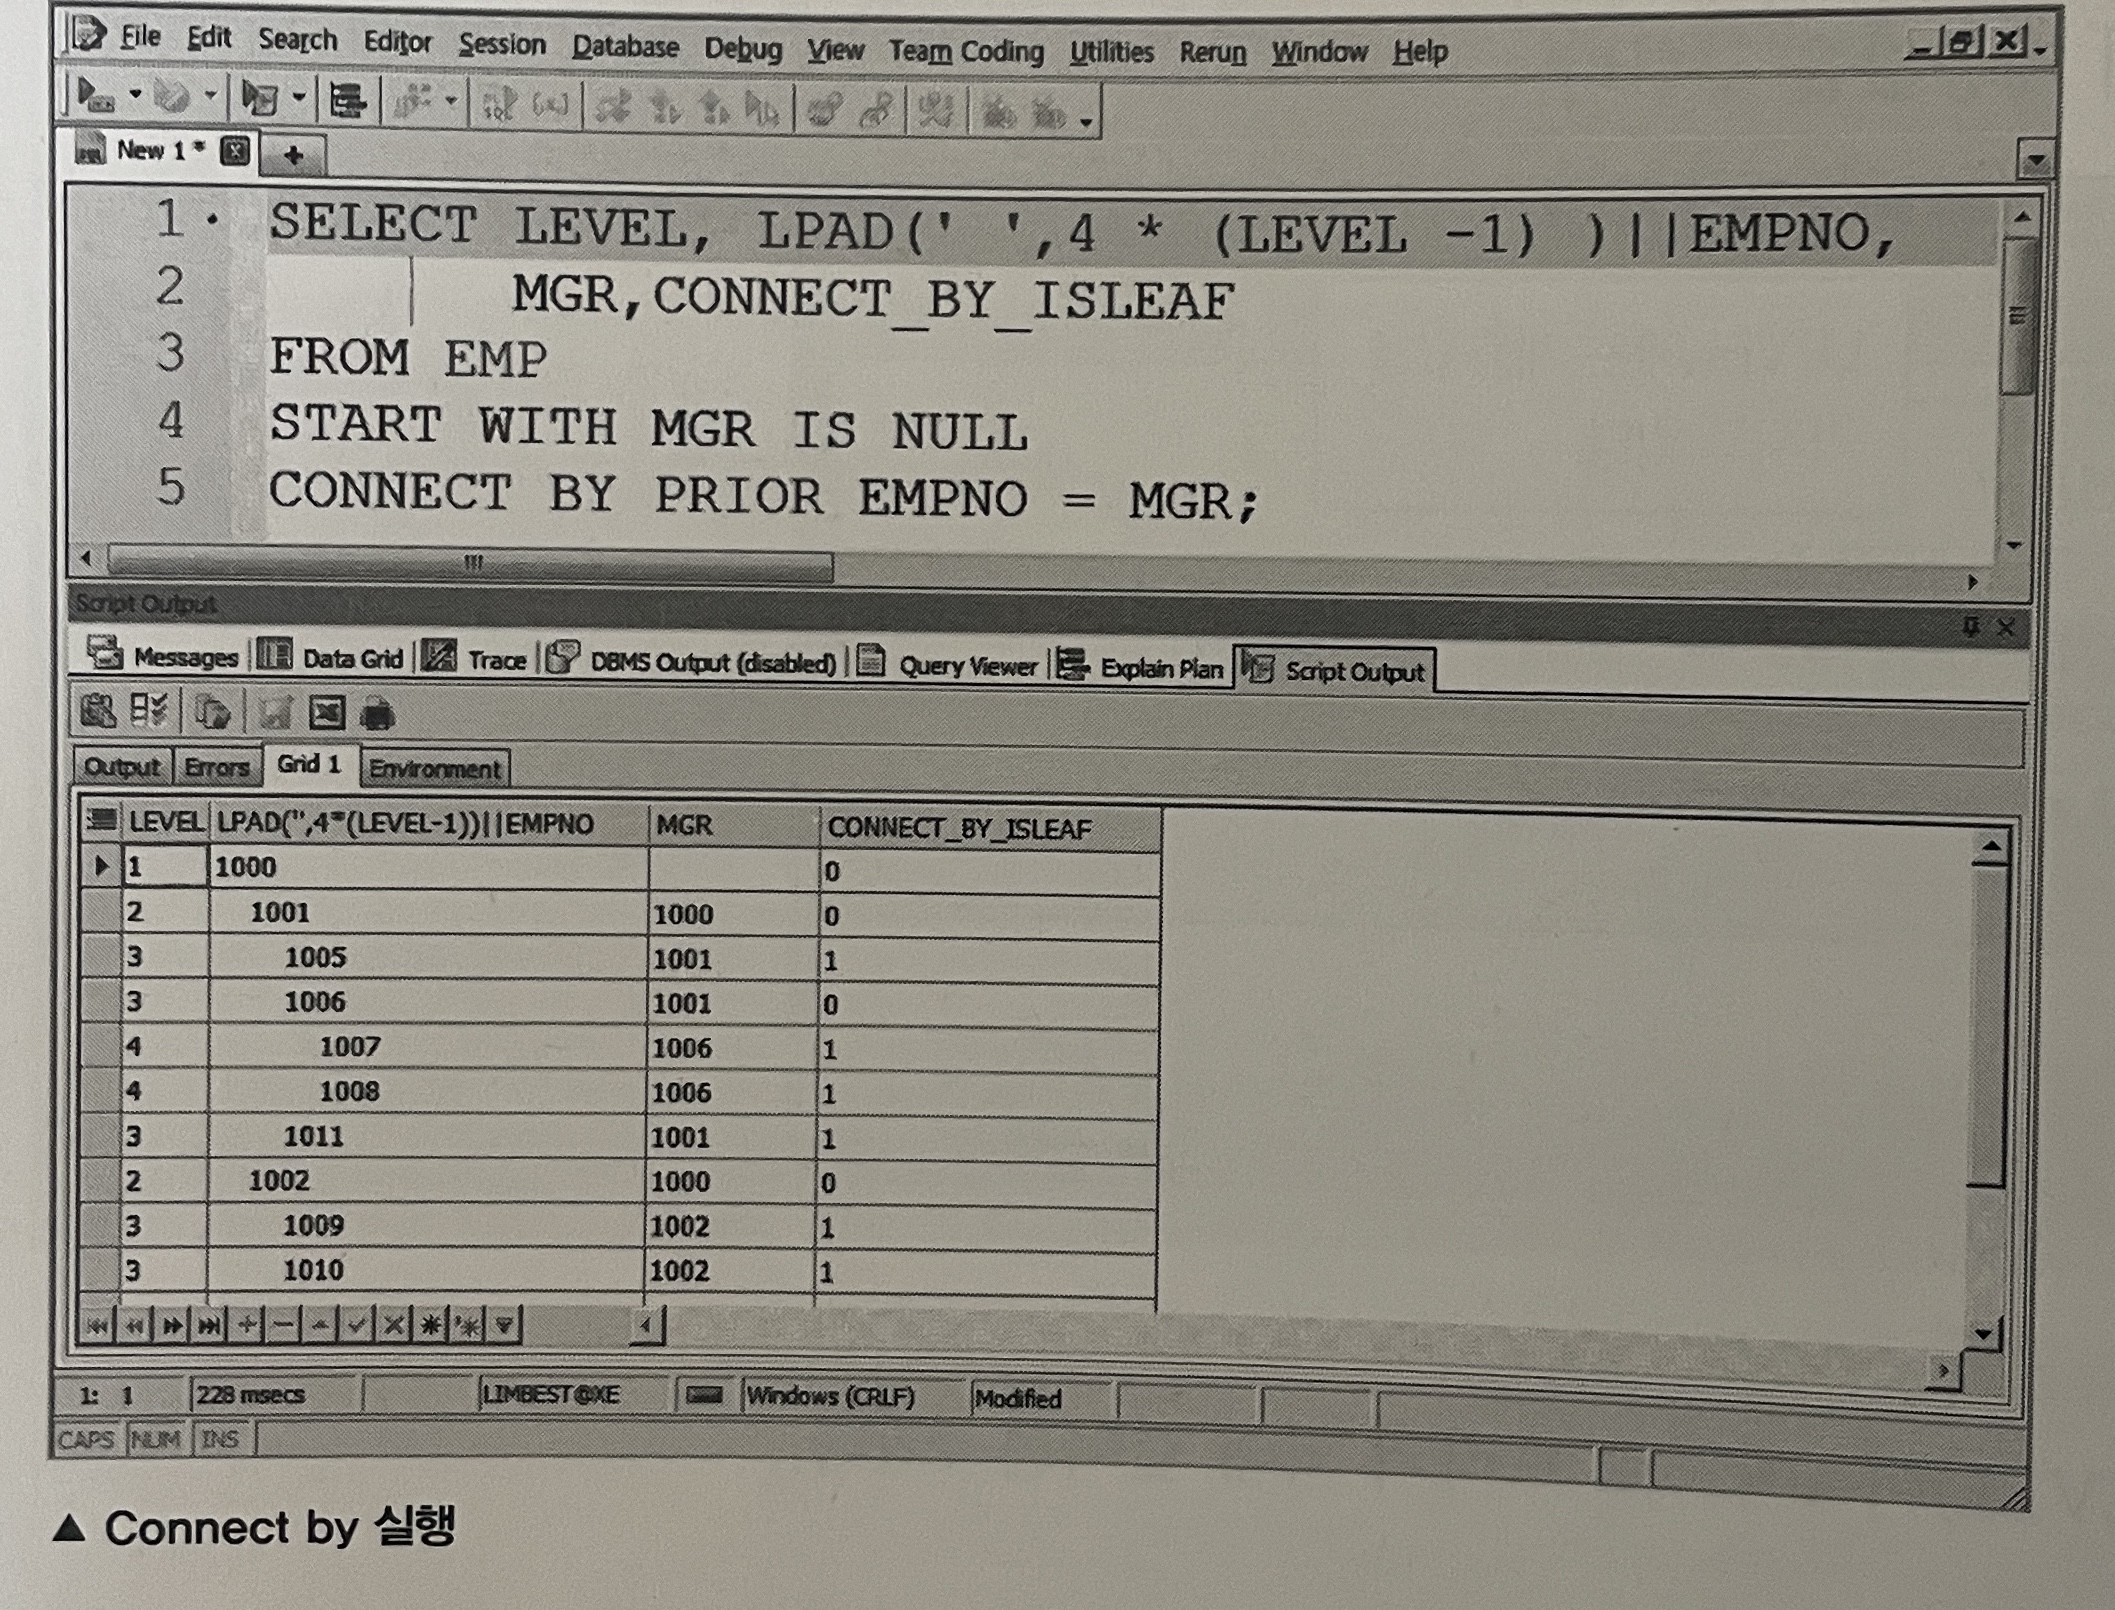 File Edit Search Editor Session Database Debug View Team Coding Utilities Rerun Window Help
New 1 *
1 SELECT LEVEL, LPAD(' ',4 * (LEVEL -1) )||EMPNO,
2 MGR,CONNECT_BY_ISLEAF
3 FROM EMP
4 START WITH MGR IS NULL
5 CONNECT BY PRIOR EMPNO = MGR;
Script Output
Messages Data Grid Trace DBMS Output (disabled) Query Viewer Explain Plan Script Output
Output Errors Grid 1 Environment
LEVEL LPAD('',4*(LEVEL-1))||EMPNO MGR CONNECT_BY_ISLEAF
1 1000 0
2 1001 1000 0
3 1005 1001 1
3 1006 1001 0
4 1007 1006 1
4 1008 1006 1
3 1011 1001 1
2 1002 1000 0
3 1009 1002 1
3 1010 1002 1
1: 1 228 msecs LIMBEST@XE Windows (CRLF) Modified
CAPS NUM INS
▲ Connect by 실행